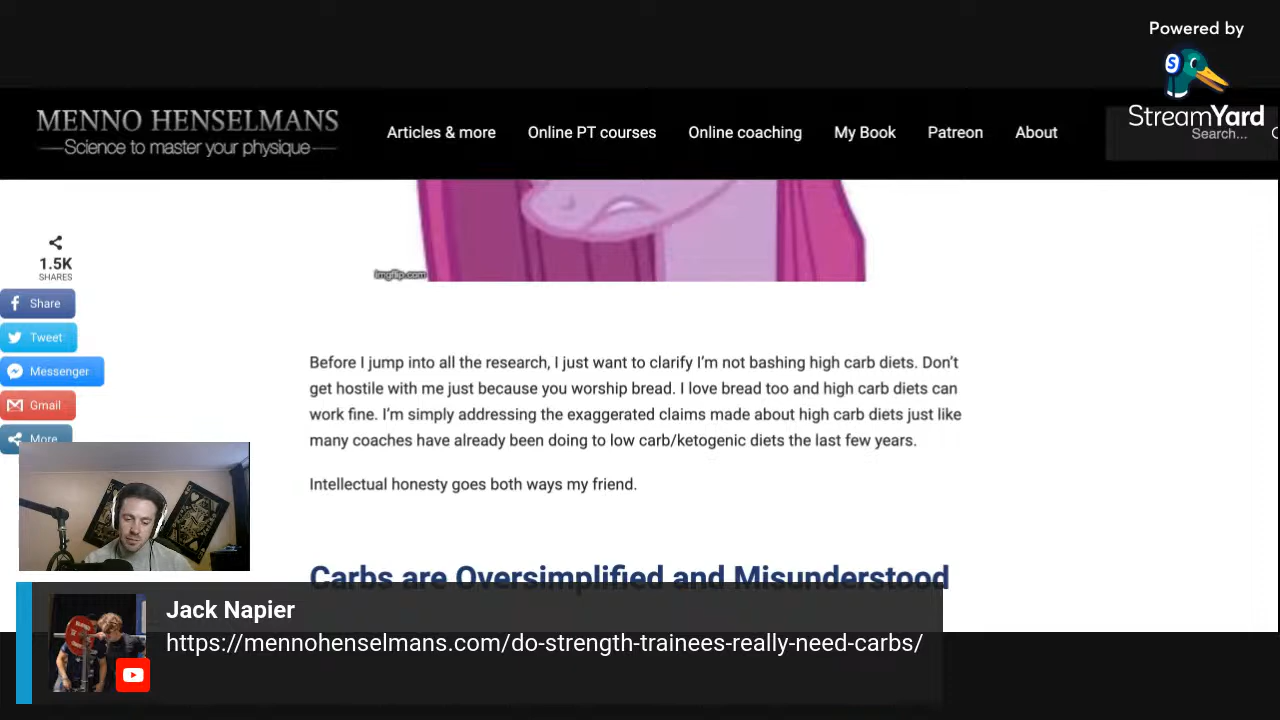 Powered by
StreamYard
MENNO HENSELMANS
Science to master your physique
Articles & more
Online PT courses
Online coaching
My Book
Patreon
About
Search...
1.5K
SHARES
Share
Tweet
Messenger
Gmail
More
imgflip.com
Before I jump into all the research, I just want to clarify I'm not bashing high carb diets. Don't
get hostile with me just because you worship bread. I love bread too and high carb diets can
work fine. I'm simply addressing the exaggerated claims made about high carb diets just like
many coaches have already been doing to low carb/ketogenic diets the last few years.
Intellectual honesty goes both ways my friend.
Carbs are Oversimplified and Misunderstood
Jack Napier
https://mennohenselmans.com/do-strength-trainees-really-need-carbs/